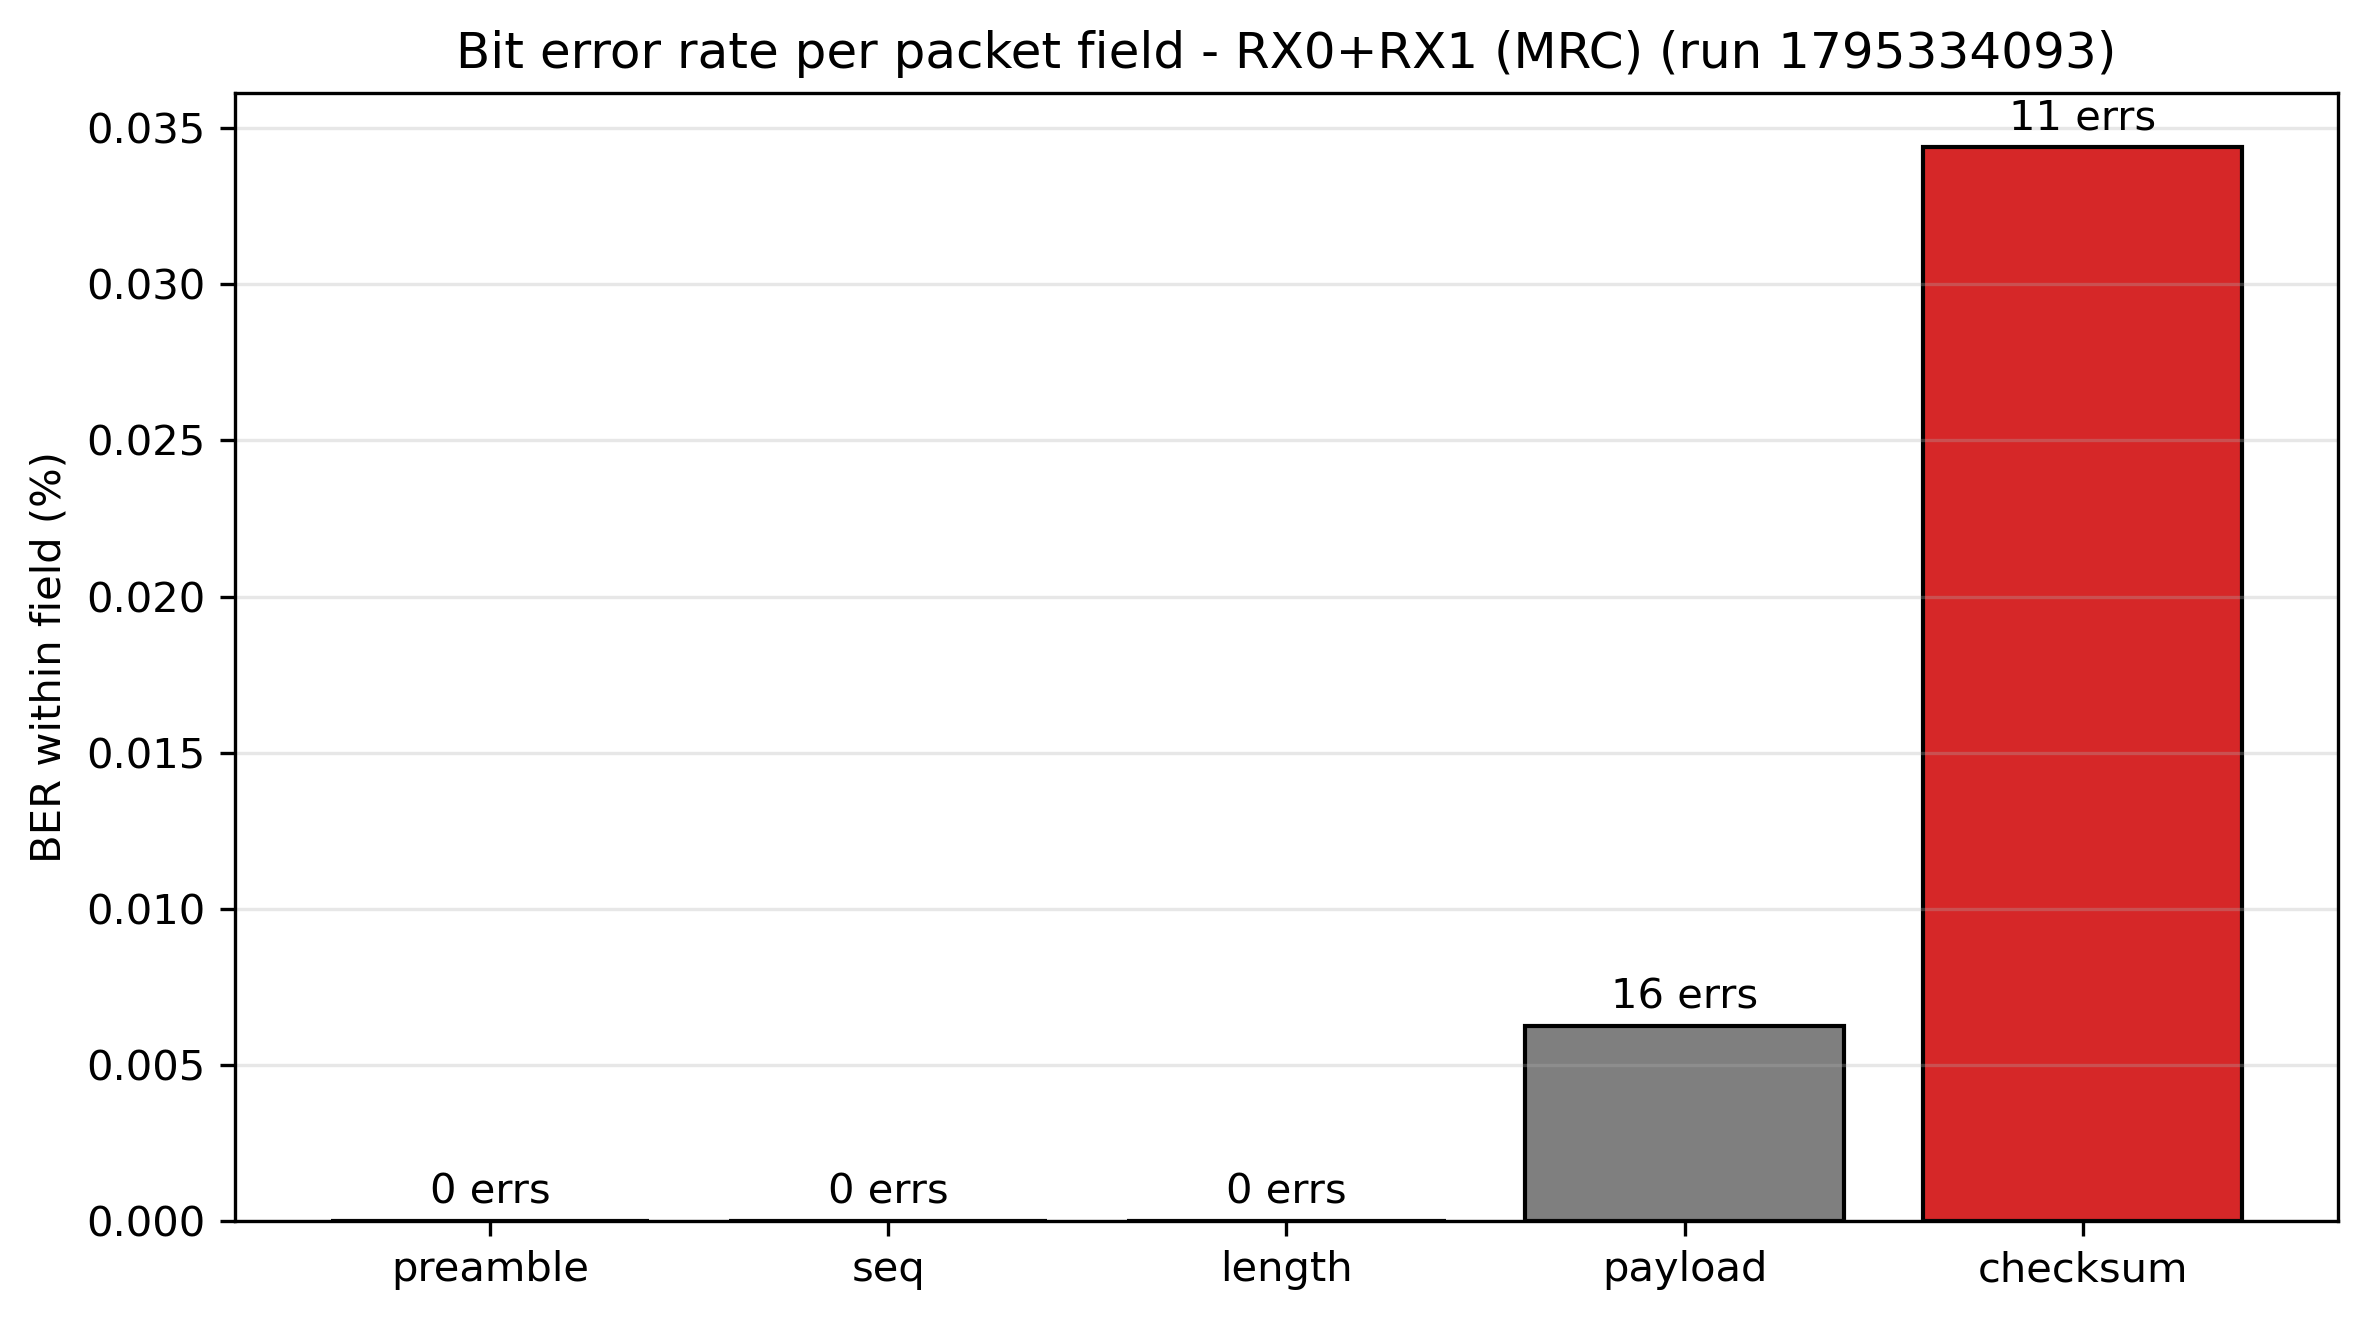 Bit error rate per packet field - RX0+RX1 (MRC) (run 1795334093)
BER within field (%)
0.035
0.030
0.025
0.020
0.015
0.010
0.005
0.000
0 errs
0 errs
0 errs
16 errs
11 errs
preamble
seq
length
payload
checksum